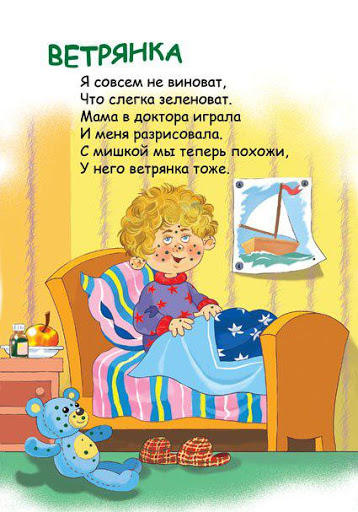 ВЕТРЯНКА
Я совсем не виноват,
Что слегка зеленоват.
Мама в доктора играла
И меня разрисовала.
С мишкой мы теперь похожи,
У него ветрянка тоже.